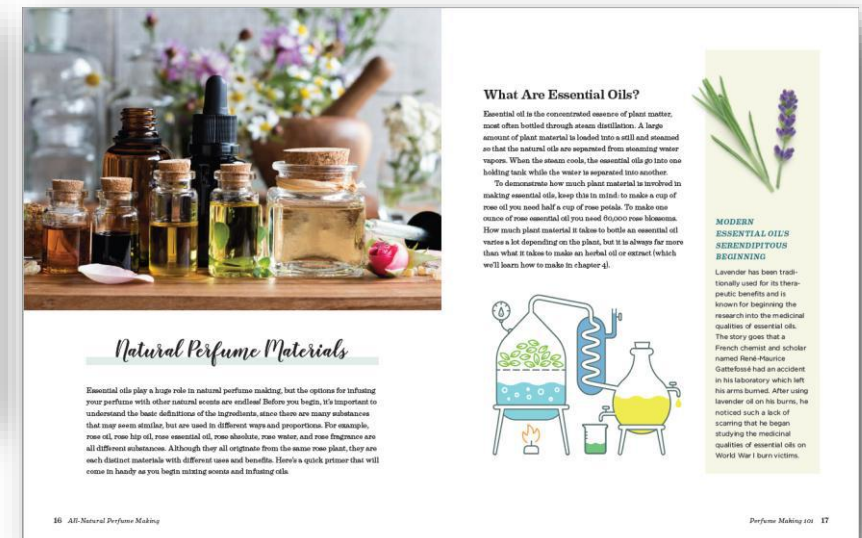 Natural Perfume Materials
Essential oils play a huge role in natural perfume making, but the options for infusing
your perfume with other natural scents are endless! Before you begin, it's important to
understand the basic definitions of the ingredients, since there are many substances
that may seem similar, but are used in different ways and proportions. For example,
rose oil, rose hip oil, rose essential oil, rose absolute, rose water, and rose fragrance are
all different substances. Although they all originate from the same rose plant, they are
each distinct materials with different uses and benefits. Here's a quick primer that will
come in handy as you begin mixing scents and infusing oils.
16 All-Natural Perfume Making
What Are Essential Oils?
Essential oil is the concentrated essence of plant matter,
most often bottled through steam distillation. A large
amount of plant material is loaded into a still and steamed
so that the natural oils are separated from steaming water
vapors. When the steam cools, the essential oils go into one
holding tank while the water is separated into another.
To demonstrate how much plant material is involved in
making essential oils, keep this in mind: to make a cup of
rose oil you need half a cup of rose petals. To make one
ounce of rose essential oil you need 60,000 rose blossoms.
How much plant material it takes to bottle an essential oil
varies a lot depending on the plant, but it is always far more
than what it takes to make an herbal oil or extract (which
we'll learn how to make in chapter 4).
MODERN
ESSENTIAL OIL'S
SERENDIPITOUS
BEGINNING
Lavender has been tradi-
tionally used for its thera-
peutic benefits and is
known for beginning the
research into the medicinal
qualities of essential oils.
The story goes that a
French chemist and scholar
named René-Maurice
Gattefossé had an accident
in his laboratory which left
his arms burned. After using
lavender oil on his burns, he
noticed such a lack of
scarring that he began
studying the medicinal
qualities of essential oils on
World War I burn victims.
Perfume Making 101 17